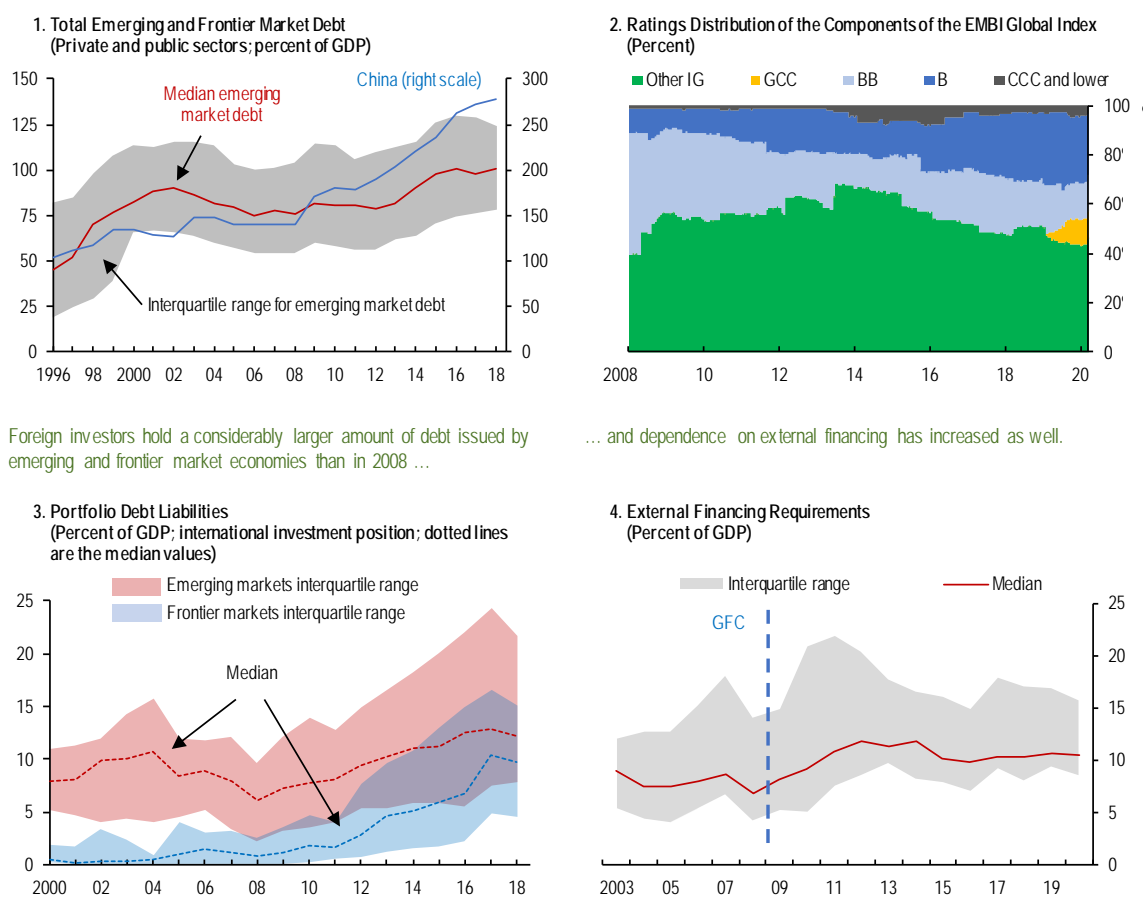 1. Total Emerging and Frontier Market Debt
(Private and public sectors; percent of GDP)
150
125
100
75
50
25
0
300
250
200
150
100
50
0
China (right scale)
Median emerging
market debt
Interquartile range for emerging market debt
1996 98 2000 02 04 06 08 10 12 14 16 18
2. Ratings Distribution of the Components of the EMBI Global Index
(Percent)
Other IG GCC BB B CCC and lower
100
80
60
40
20
0
2008 10 12 14 16 18 20
Foreign investors hold a considerably larger amount of debt issued by
emerging and frontier market economies than in 2008 …
… and dependence on external financing has increased as well.
3. Portfolio Debt Liabilities
(Percent of GDP; international investment position; dotted lines
are the median values)
Emerging markets interquartile range
Frontier markets interquartile range
Median
25
20
15
10
5
0
2000 02 04 06 08 10 12 14 16 18
4. External Financing Requirements
(Percent of GDP)
Interquartile range Median
GFC
25
20
15
10
5
0
2003 05 07 09 11 13 15 17 19